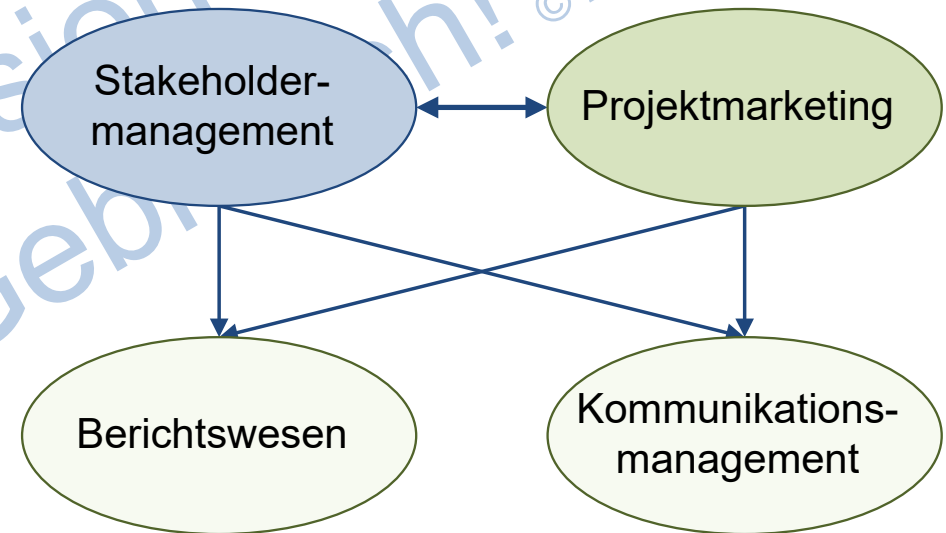 Stakeholder-
management
Projektmarketing
Berichtswesen
Kommunikations-
management
©